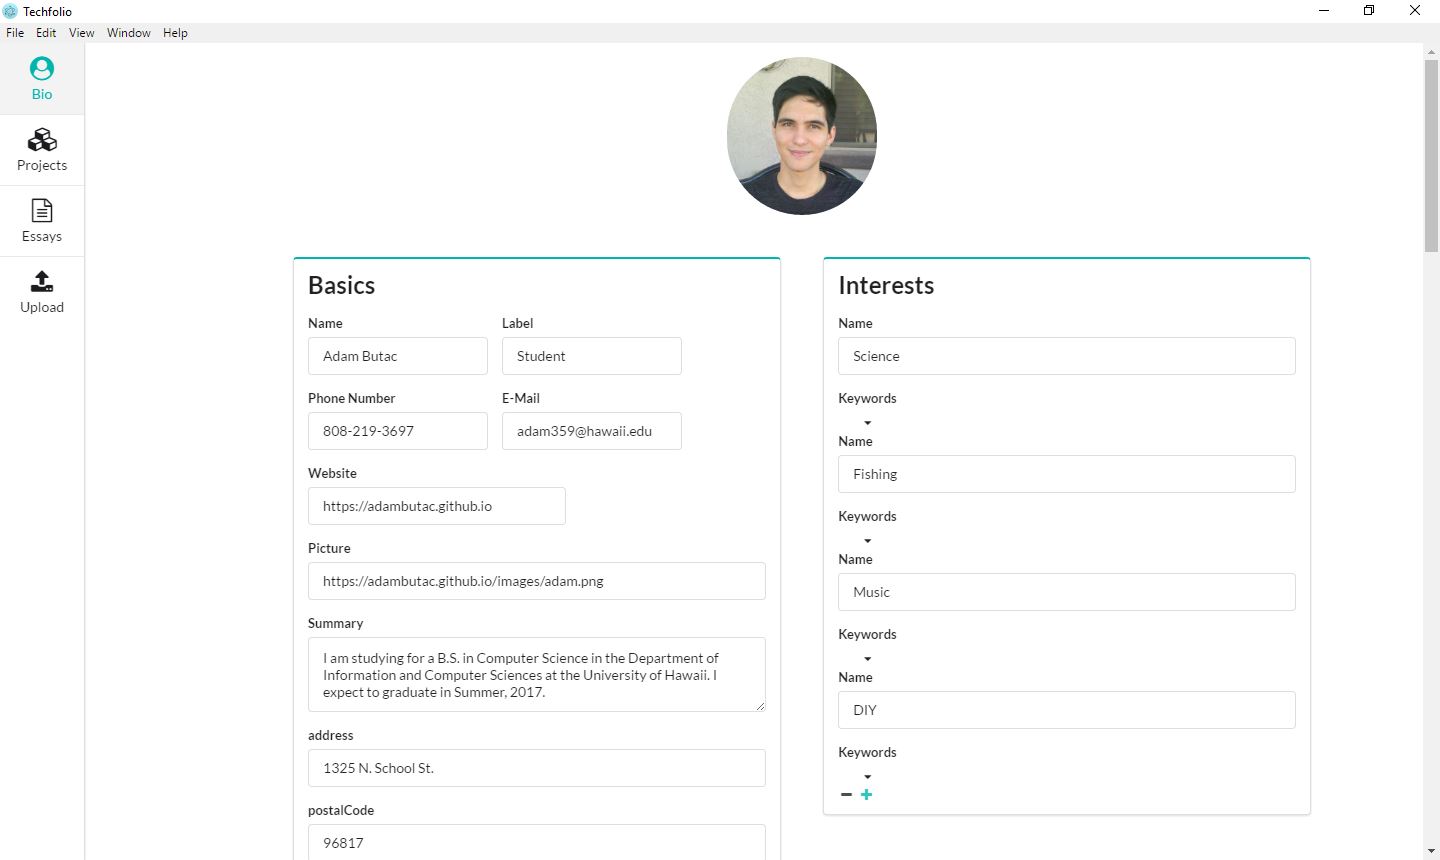 Techfolio
File Edit View Window Help
Bio
Projects
Essays
Upload
Basics
Name Label
Adam Butac Student
Phone Number E-Mail
808-219-3697 adam359@hawaii.edu
Website
https://adambutac.github.io
Picture
https://adambutac.github.io/images/adam.png
Summary
I am studying for a B.S. in Computer Science in the Department of
Information and Computer Sciences at the University of Hawaii. I
expect to graduate in Summer, 2017.
address
1325 N. School St.
postalCode
96817
Interests
Name
Science
Keywords
Name
Fishing
Keywords
Name
Music
Keywords
Name
DIY
Keywords